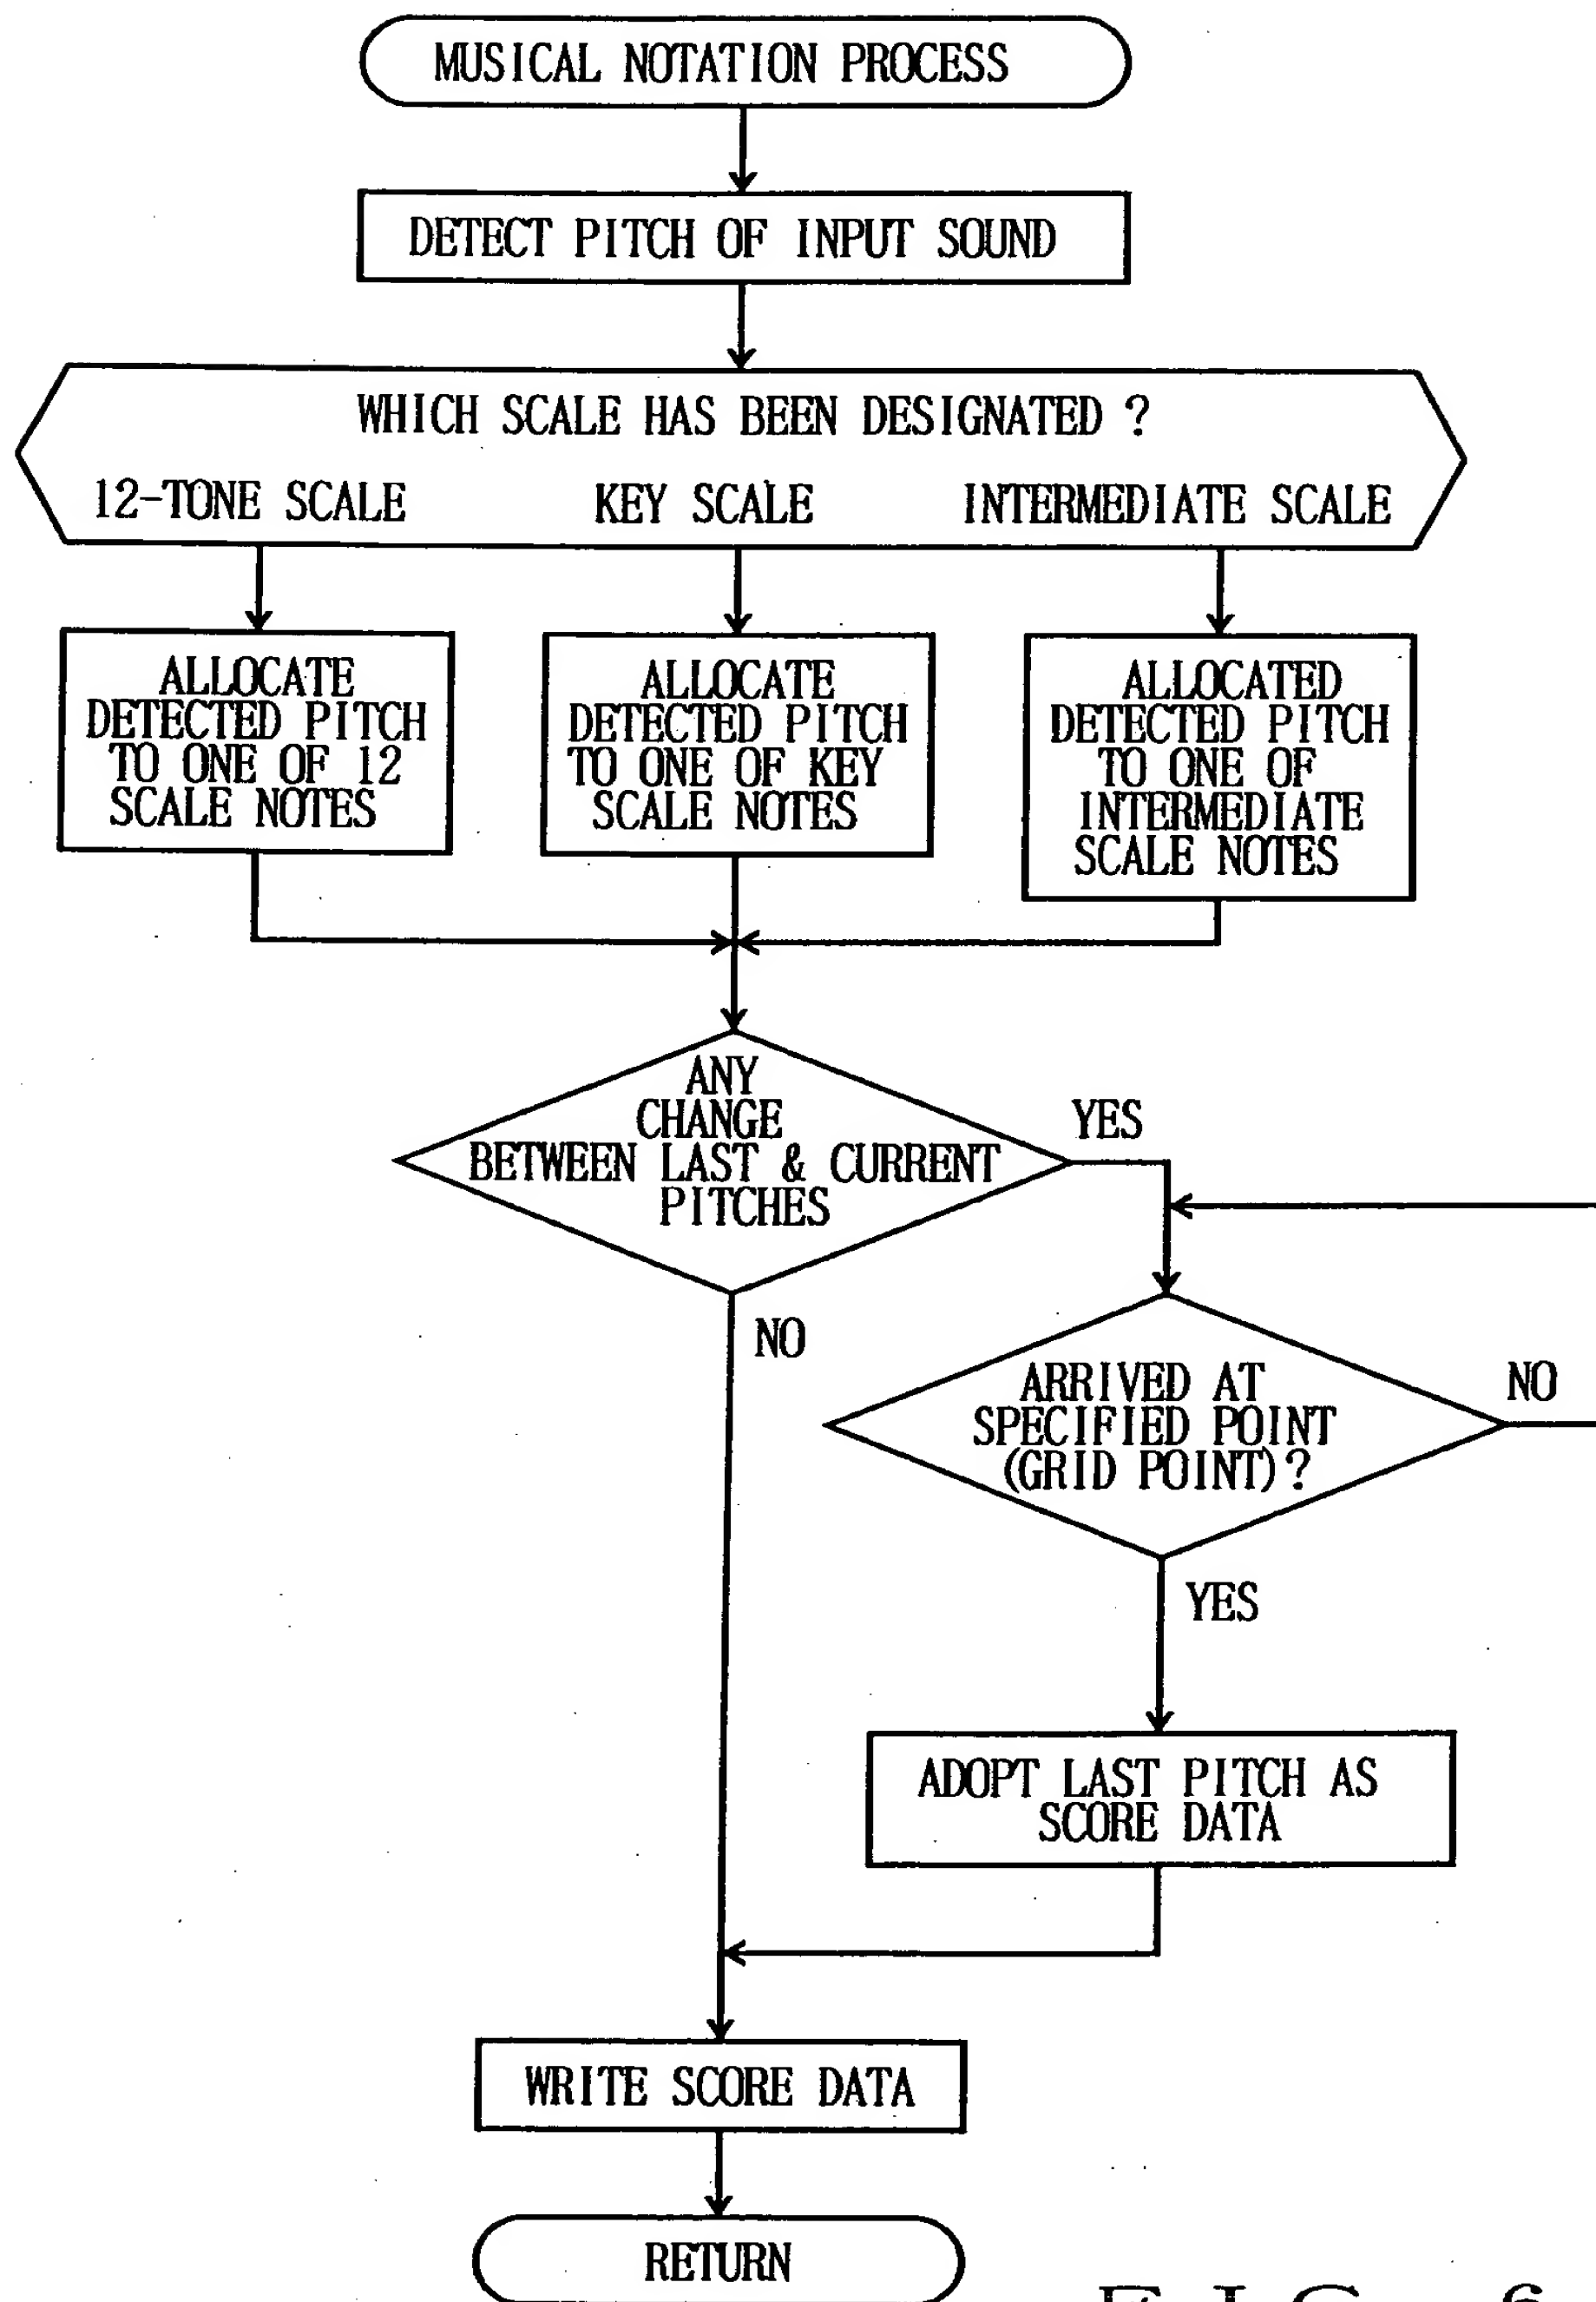 MUSICAL NOTATION PROCESS
DETECT PITCH OF INPUT SOUND
WHICH SCALE HAS BEEN DESIGNATED ?
12-TONE SCALE KEY SCALE INTERMEDIATE SCALE
ALLOCATE
DETECTED PITCH
TO ONE OF 12
SCALE NOTES
ALLOCATE
DETECTED PITCH
TO ONE OF KEY
SCALE NOTES
ALLOCATED
DETECTED PITCH
TO ONE OF
INTERMEDIATE
SCALE NOTES
ANY
CHANGE
BETWEEN LAST & CURRENT
PITCHES
YES
NO
ARRIVED AT
SPECIFIED POINT
(GRID POINT)?
NO
YES
ADOPT LAST PITCH AS
SCORE DATA
WRITE SCORE DATA
RETURN
FIG. 6